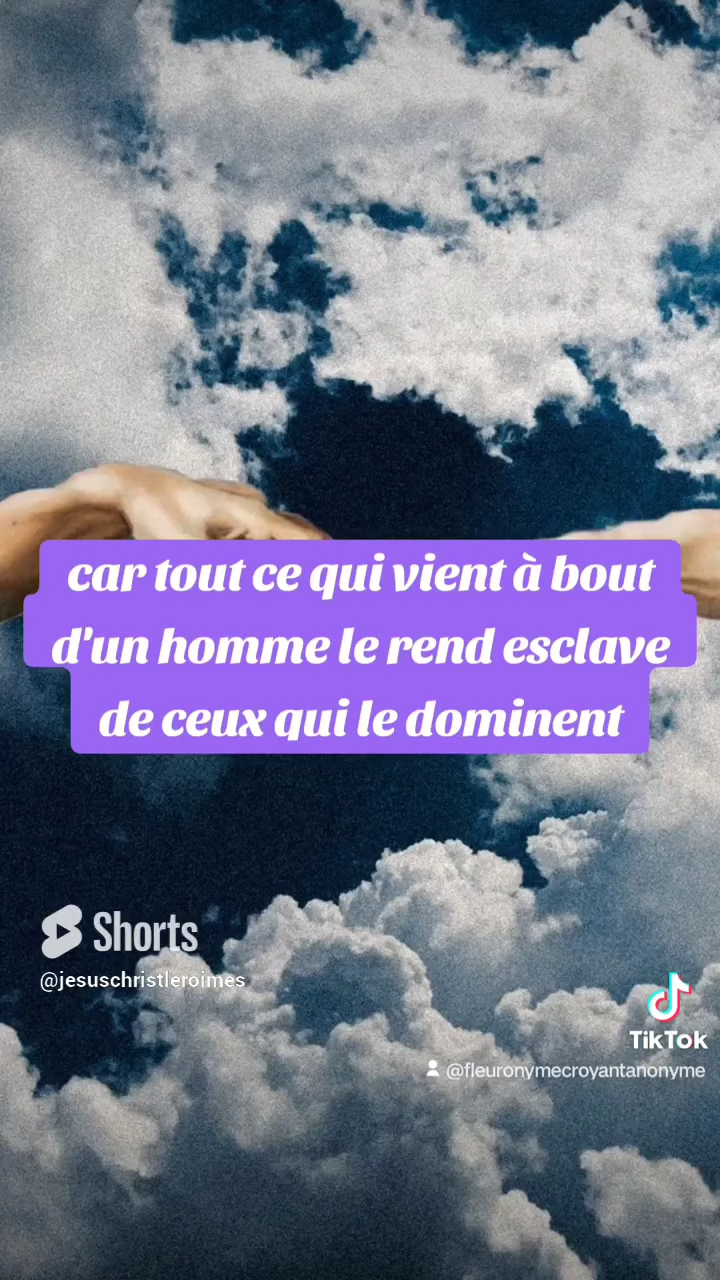 car tout ce qui vient à bout
d'un homme le rend esclave
de ceux qui le dominent
Shorts
@jesuschristleroimes
TikTok
@fleuronymecroyantanonyme